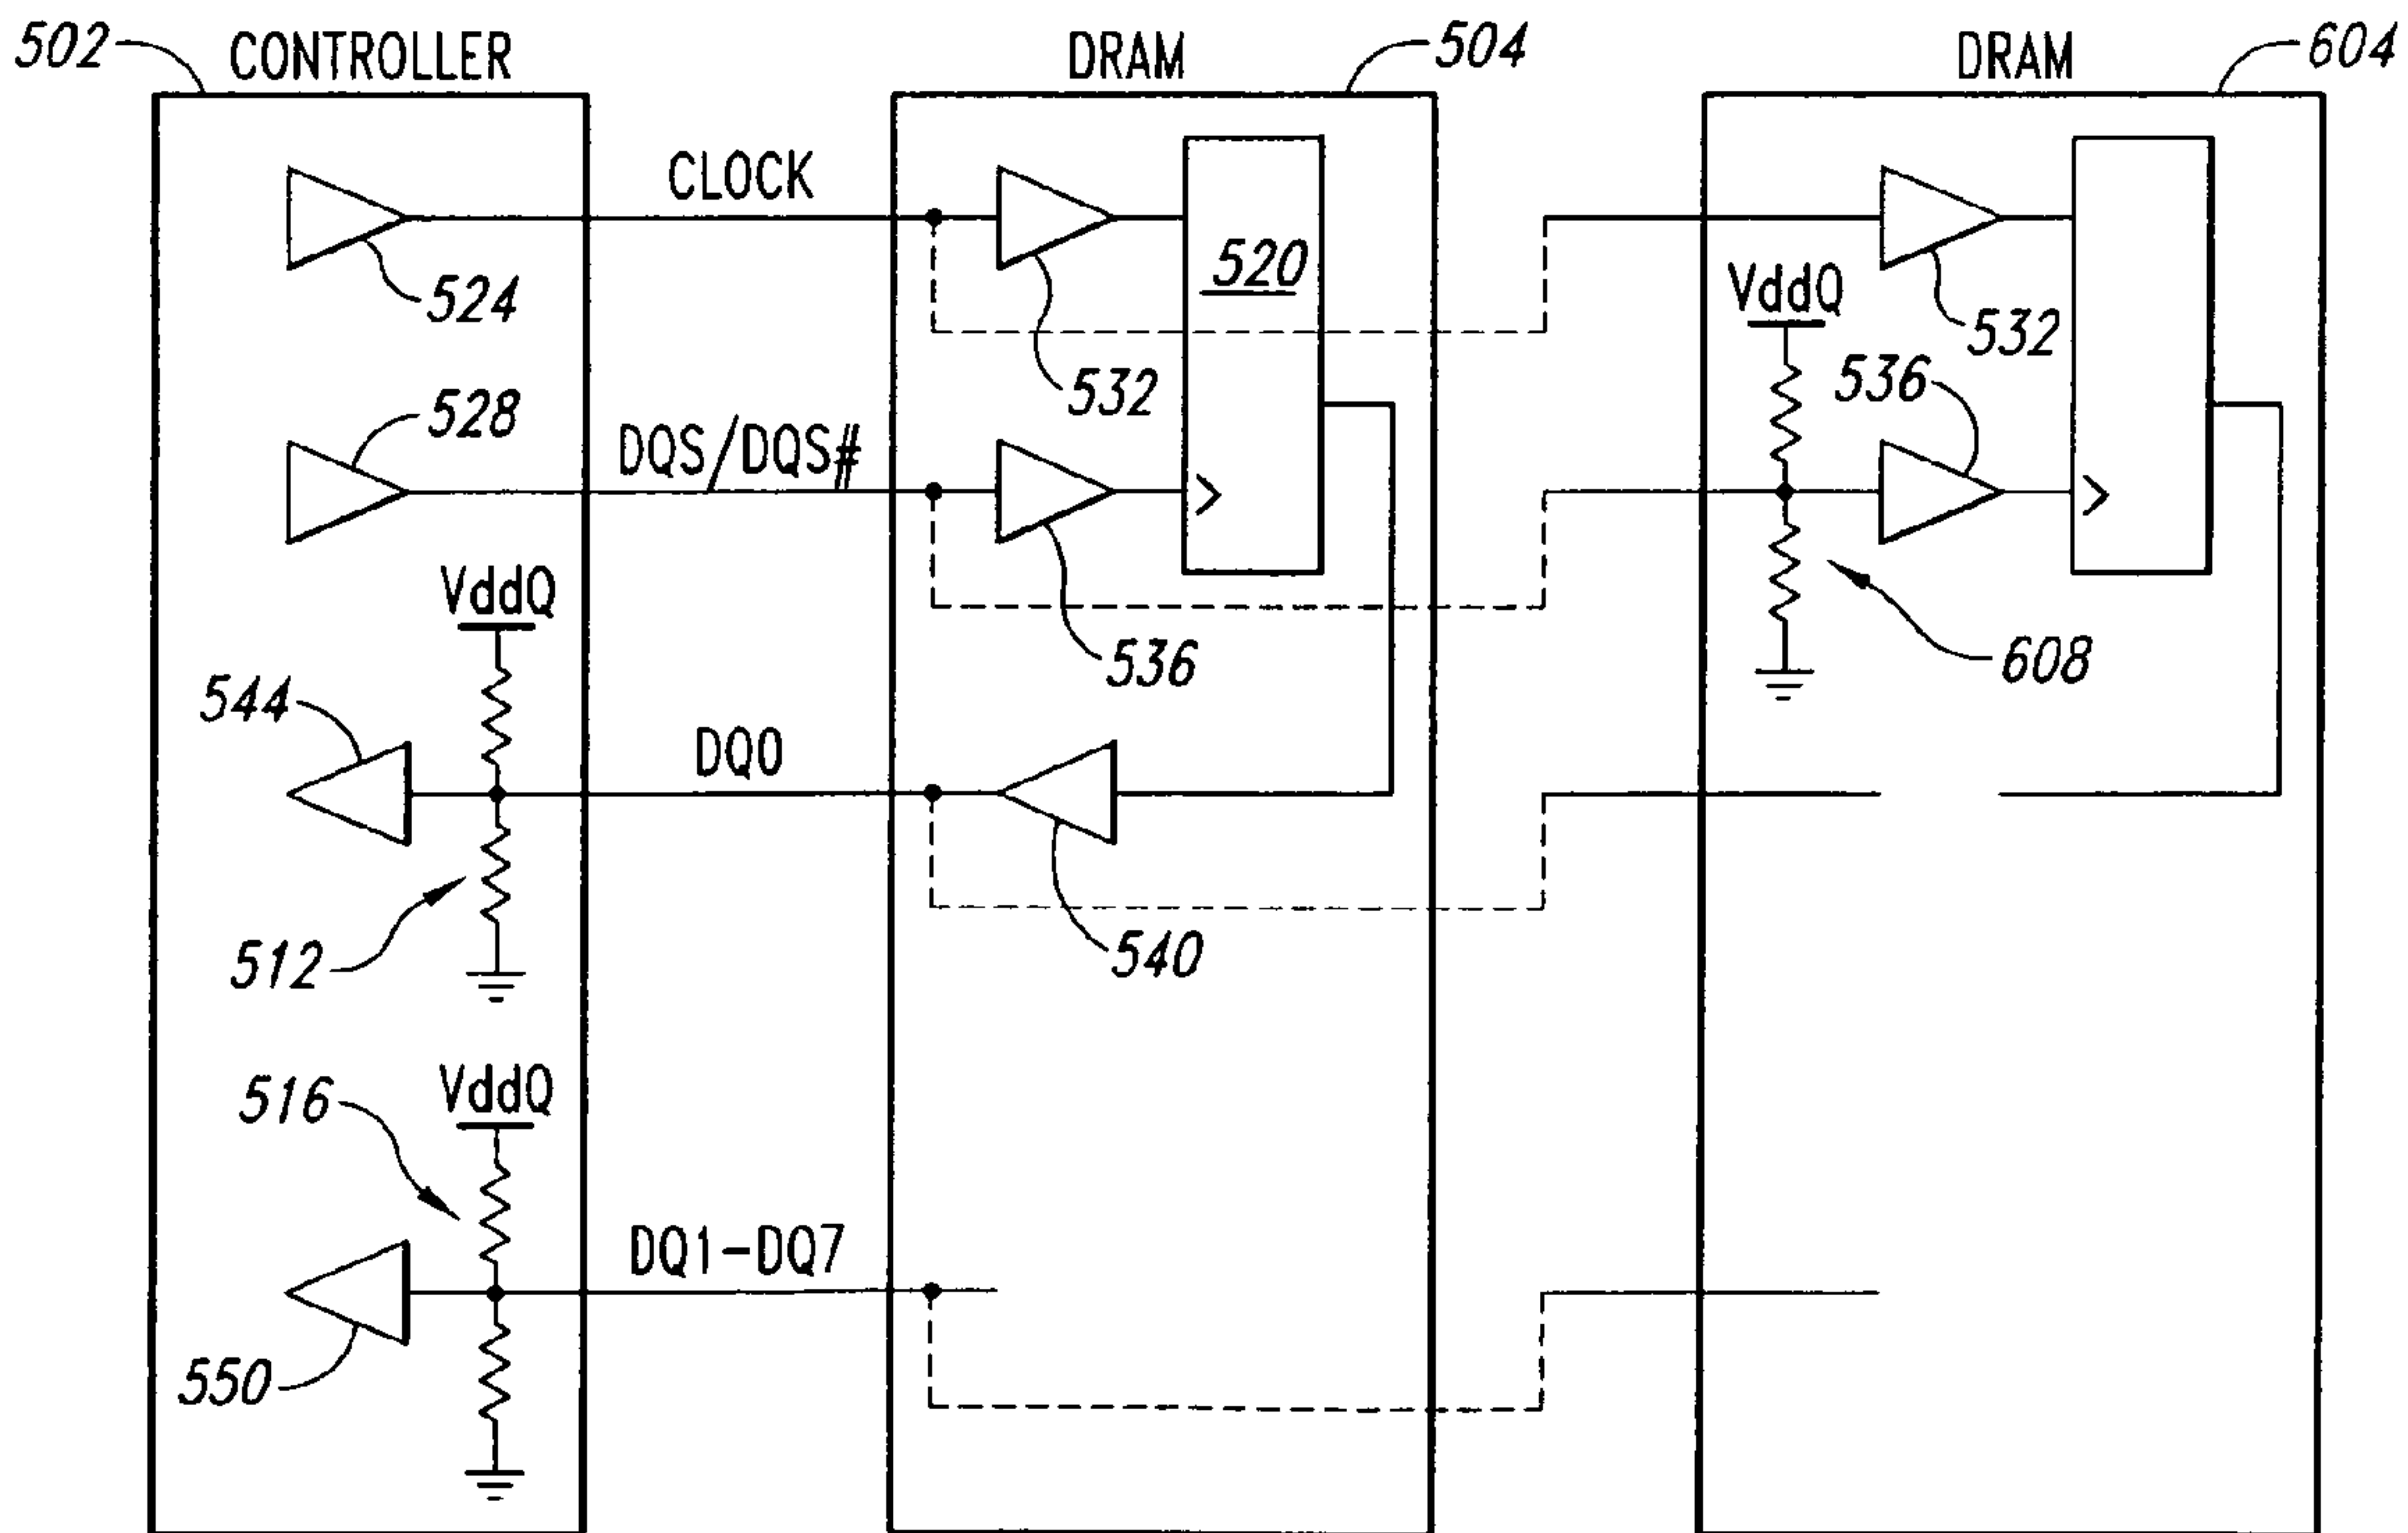 502 CONTROLLER DRAM 504 DRAM 604
CLOCK
524
532
520
VddQ
532
528
DQS/DQS#
536
536
VddQ
608
544
DQ0
512
540
516
VddQ
DQ1-DQ7
550